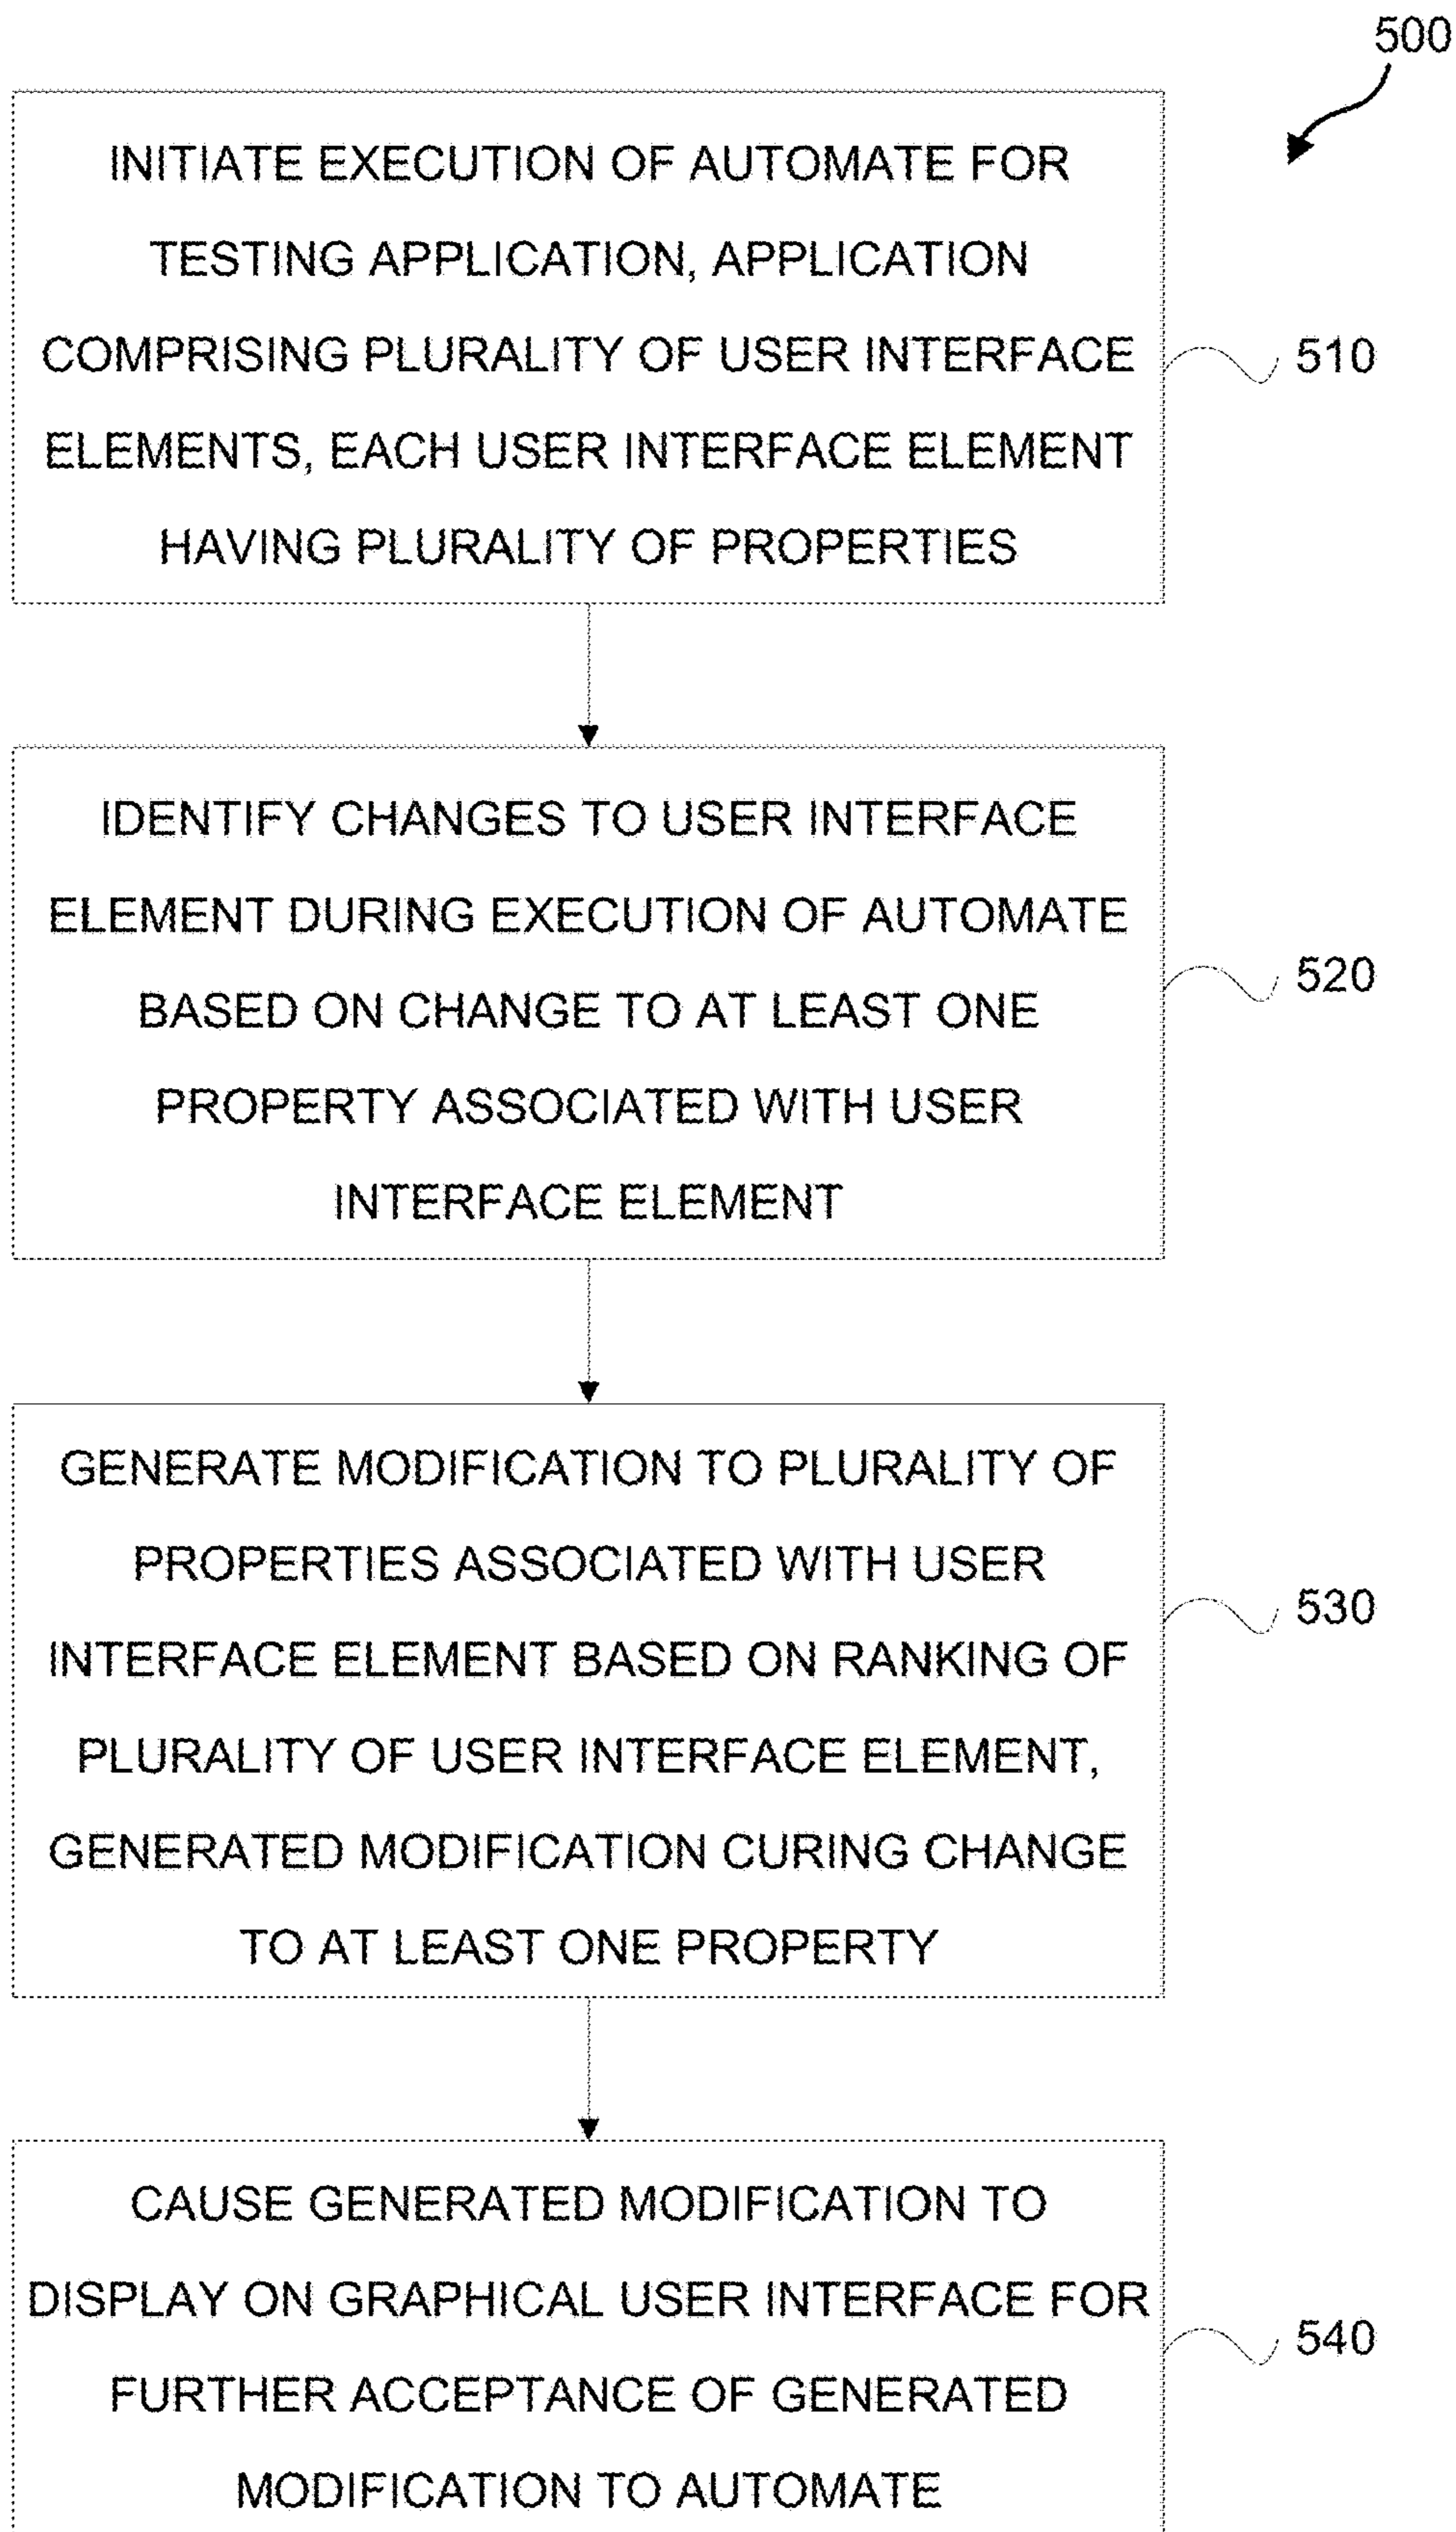 500
INITIATE EXECUTION OF AUTOMATE FOR
TESTING APPLICATION, APPLICATION
COMPRISING PLURALITY OF USER INTERFACE
ELEMENTS, EACH USER INTERFACE ELEMENT
HAVING PLURALITY OF PROPERTIES
510
IDENTIFY CHANGES TO USER INTERFACE
ELEMENT DURING EXECUTION OF AUTOMATE
BASED ON CHANGE TO AT LEAST ONE
PROPERTY ASSOCIATED WITH USER
INTERFACE ELEMENT
520
GENERATE MODIFICATION TO PLURALITY OF
PROPERTIES ASSOCIATED WITH USER
INTERFACE ELEMENT BASED ON RANKING OF
PLURALITY OF USER INTERFACE ELEMENT,
GENERATED MODIFICATION CURING CHANGE
TO AT LEAST ONE PROPERTY
530
CAUSE GENERATED MODIFICATION TO
DISPLAY ON GRAPHICAL USER INTERFACE FOR
FURTHER ACCEPTANCE OF GENERATED
MODIFICATION TO AUTOMATE
540